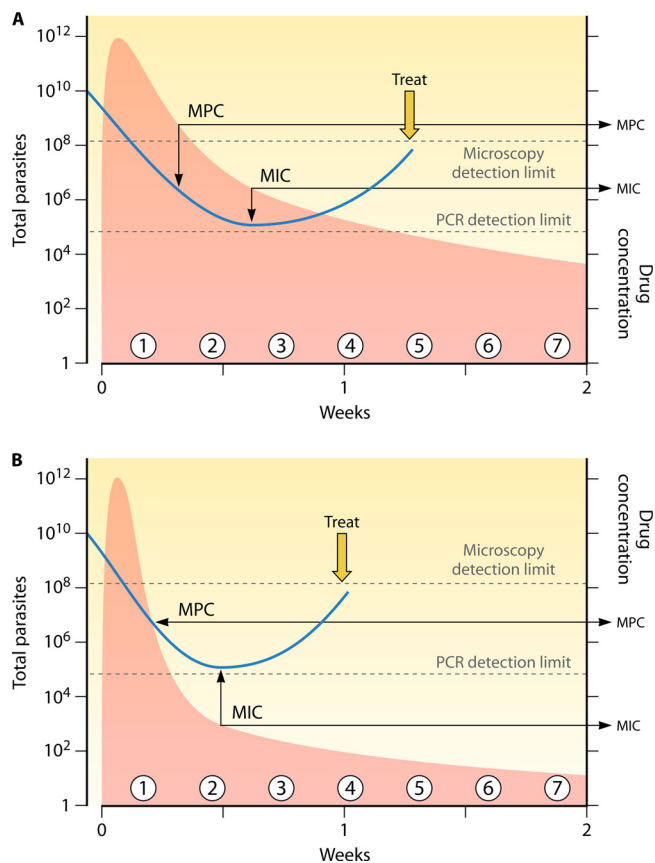 A
10¹²
10¹⁰
10⁸
10⁶
10⁴
10²
1
Total parasites
Treat
MPC
MPC
Microscopy
detection limit
MIC
MIC
PCR detection limit
Drug
concentration
1 2 3 4 5 6 7
0 1 2
Weeks
B
10¹²
10¹⁰
10⁸
10⁶
10⁴
10²
1
Total parasites
Drug
concentration
Treat
Microscopy
detection limit
MPC
MPC
PCR detection limit
MIC
MIC
1 2 3 4 5 6 7
0 1 2
Weeks